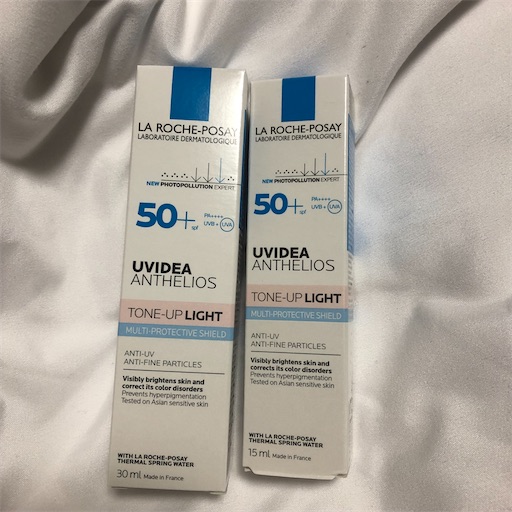 LA ROCHE-POSAY
LABORATOIRE DERMATOLOGIQUE
NEW PHOTOPOLLUTION EXPERT
50+
spf
PA++++
UVB + UVA
UVIDEA
ANTHELIOS
TONE-UP LIGHT
MULTI-PROTECTIVE SHIELD
ANTI-UV
ANTI-FINE PARTICLES
Visibly brightens skin and
correct its color disorders
Prevents hyperpigmentation
Tested on Asian sensitive skin
WITH LA ROCHE-POSAY
THERMAL SPRING WATER
30 ml Made in France
LA ROCHE-POSAY
LABORATOIRE DERMATOLOGIQUE
NEW PHOTOPOLLUTION EXPERT
50+
spf
PA++++
UVB + UVA
UVIDEA
ANTHELIOS
TONE-UP LIGHT
MULTI-PROTECTIVE SHIELD
ANTI-UV
ANTI-FINE PARTICLES
Visibly brightens skin and
corrects its color disorders
Prevents hyperpigmentation
Tested on Asian sensitive skin
WITH LA ROCHE-POSAY
THERMAL SPRING WATER
15 ml Made in France